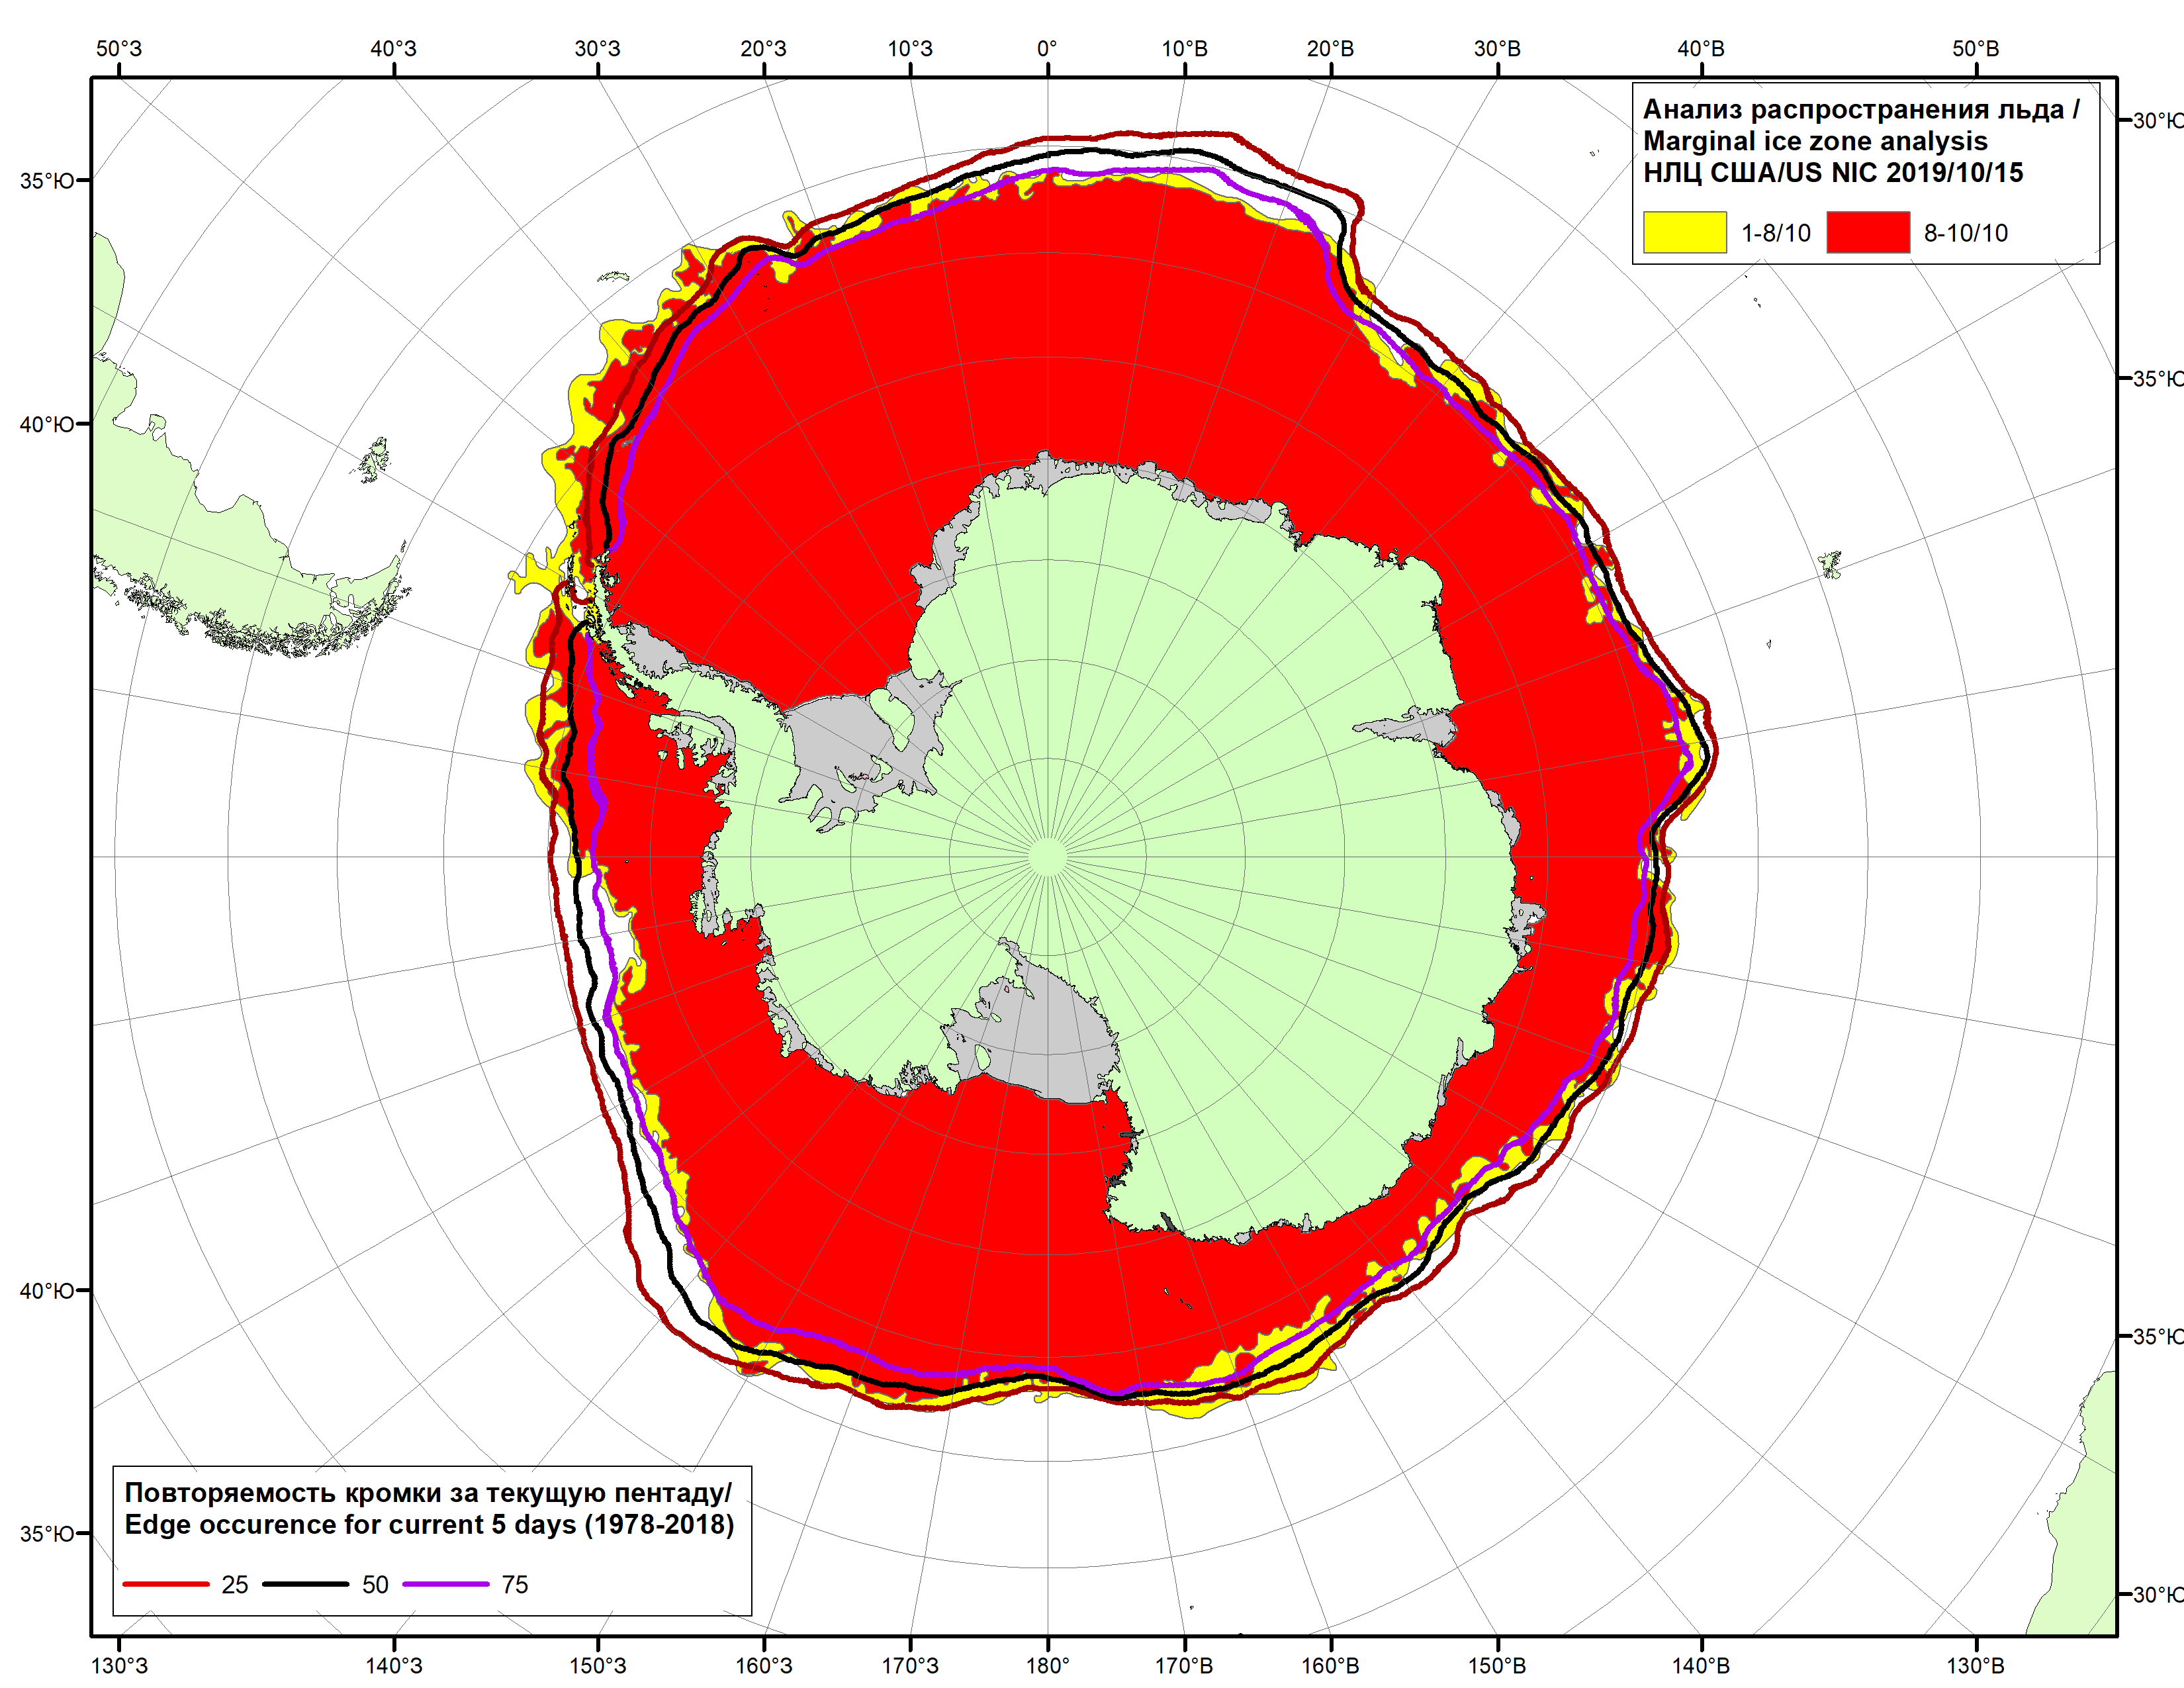 50°З 40°З 30°З 20°З 10°З 0° 10°В 20°В 30°В 40°В 50°В
Анализ распространения льда /
Marginal ice zone analysis
НЛЦ США/US NIC 2019/10/15
1-8/10 8-10/10
30°Ю
35°Ю
35°Ю
40°Ю
40°Ю
35°Ю
35°Ю
30°Ю
Повторяемость кромки за текущую пентаду/
Edge occurence for current 5 days (1978-2018)
25 50 75
130°З 140°З 150°З 160°З 170°З 180° 170°В 160°В 150°В 140°В 130°В